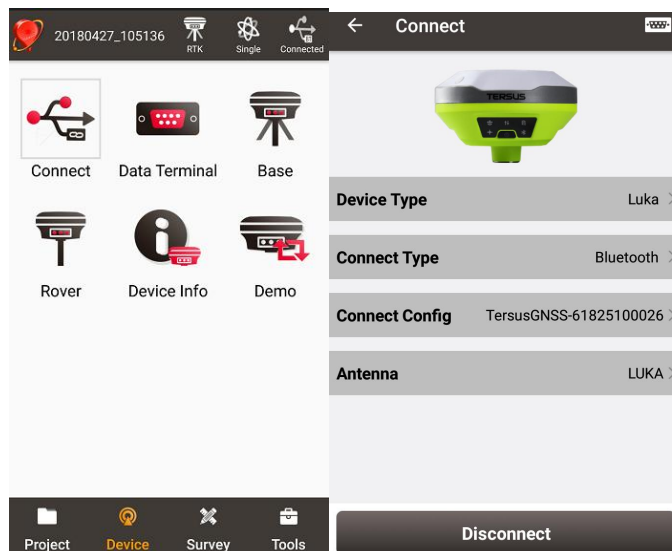 20180427_105136
RTK
Single
Connected
Connect
Data Terminal
Base
Rover
Device Info
Demo
Project
Device
Survey
Tools
Connect
TERSUS
Device Type
Luka
Connect Type
Bluetooth
Connect Config
TersusGNSS-61825100026
Antenna
LUKA
Disconnect